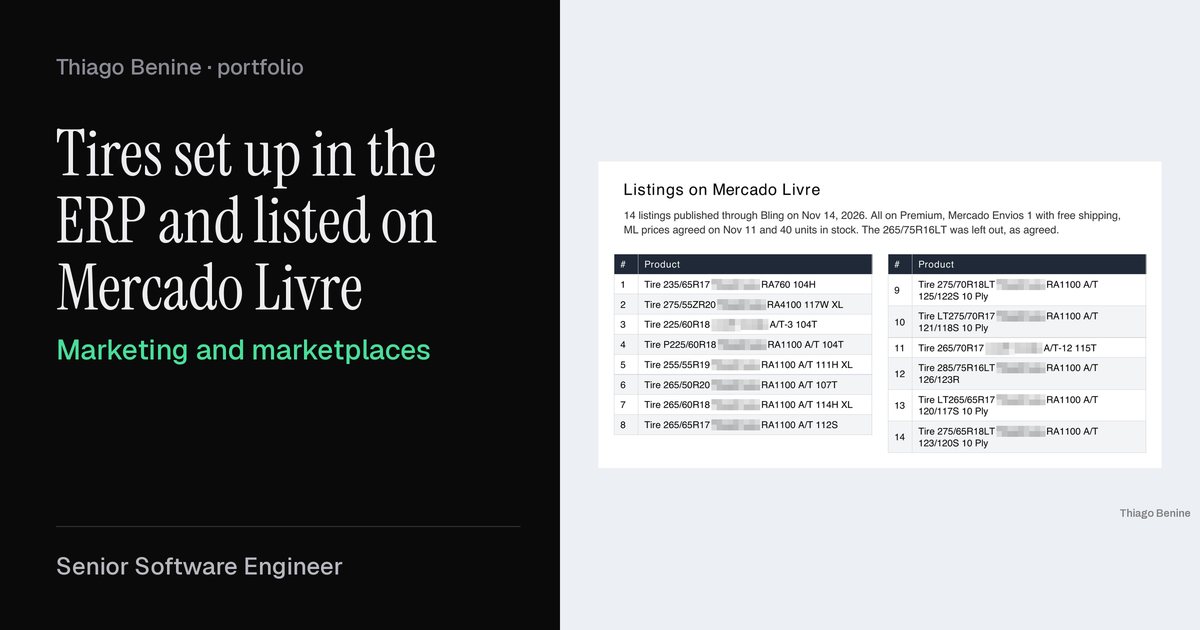 Thiago Benine · portfolio
Tires set up in the
ERP and listed on
Mercado Livre
Marketing and marketplaces
Senior Software Engineer
Listings on Mercado Livre
14 listings published through Bling on Nov 14, 2026. All on Premium, Mercado Envios 1 with free shipping,
ML prices agreed on Nov 11 and 40 units in stock. The 265/75R16LT was left out, as agreed.
# Product
1 Tire 235/65R17 RA760 104H
2 Tire 275/55ZR20 RA4100 117W XL
3 Tire 225/60R18 A/T-3 104T
4 Tire P225/60R18 RA1100 A/T 104T
5 Tire 255/55R19 RA1100 A/T 111H XL
6 Tire 265/50R20 RA1100 A/T 107T
7 Tire 265/60R18 RA1100 A/T 114H XL
8 Tire 265/65R17 RA1100 A/T 112S
# Product
9 Tire 275/70R18LT RA1100 A/T
125/122S 10 Ply
10 Tire LT275/70R17 RA1100 A/T
121/118S 10 Ply
11 Tire 265/70R17 A/T-12 115T
12 Tire 285/75R16LT RA1100 A/T
126/123R
13 Tire LT265/65R17 RA1100 A/T
120/117S 10 Ply
14 Tire 275/65R18LT RA1100 A/T
123/120S 10 Ply
Thiago Benine